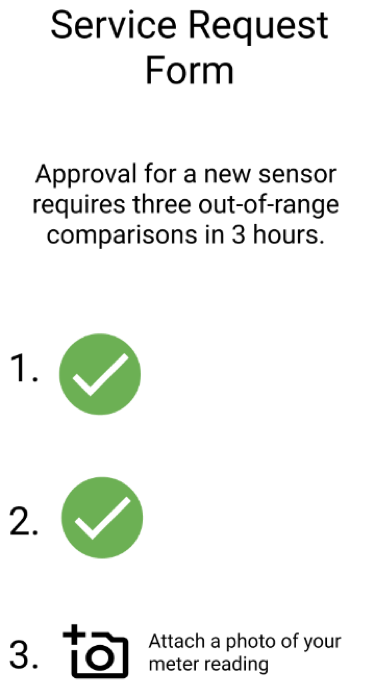 Service Request
Form
Approval for a new sensor
requires three out-of-range
comparisons in 3 hours.
1.
2.
3.
Attach a photo of your
meter reading